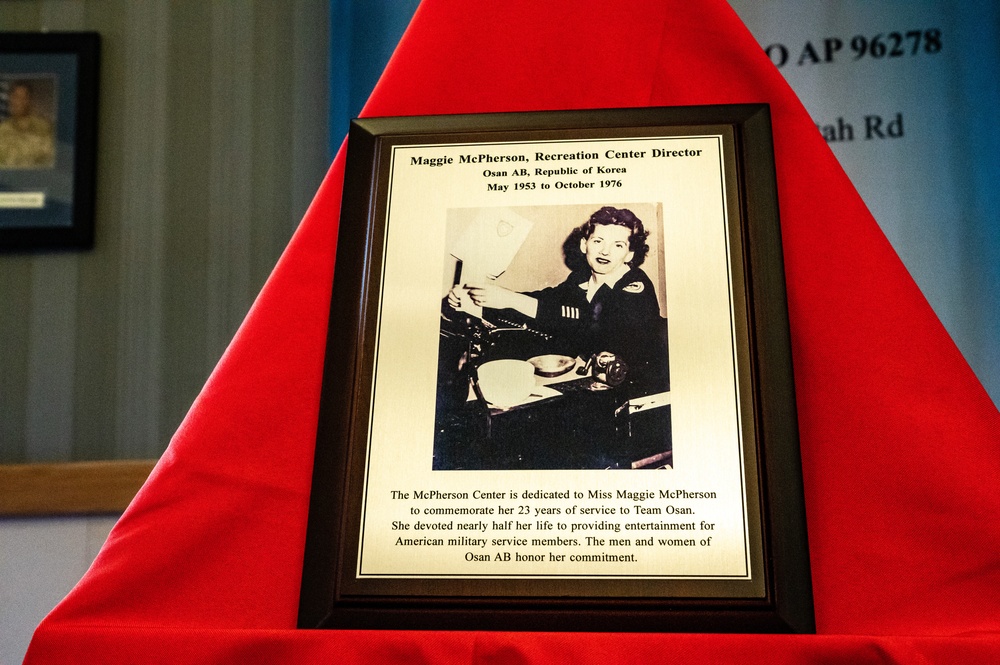 O AP 96278
Rd
Maggie McPherson, Recreation Center Director
Osan AB, Republic of Korea
May 1953 to October 1976
The McPherson Center is dedicated to Miss Maggie McPherson
to commemorate her 23 years of service to Team Osan.
She devoted nearly half her life to providing entertainment for
American military service members. The men and women of
Osan AB honor her commitment.